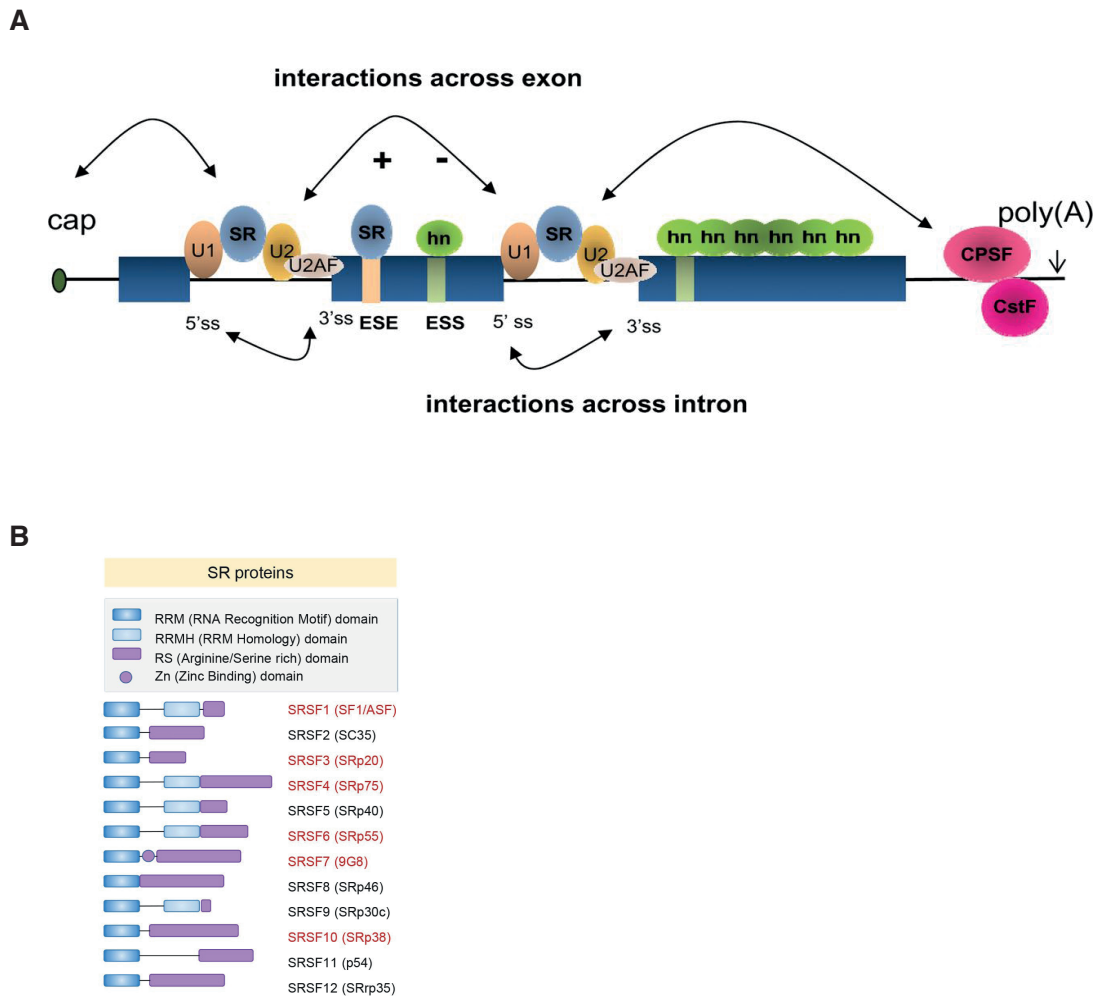 A
interactions across exon
+ -
cap
poly(A)
U1 SR U2 U2AF SR hn U1 SR U2 U2AF hn hn hn hn hn hn CPSF
CstF
5'ss 3'ss ESE ESS 5' ss 3'ss
interactions across intron
B
SR proteins
RRM (RNA Recognition Motif) domain
RRMH (RRM Homology) domain
RS (Arginine/Serine rich) domain
Zn (Zinc Binding) domain
SRSF1 (SF1/ASF)
SRSF2 (SC35)
SRSF3 (SRp20)
SRSF4 (SRp75)
SRSF5 (SRp40)
SRSF6 (SRp55)
SRSF7 (9G8)
SRSF8 (SRp46)
SRSF9 (SRp30c)
SRSF10 (SRp38)
SRSF11 (p54)
SRSF12 (SRrp35)